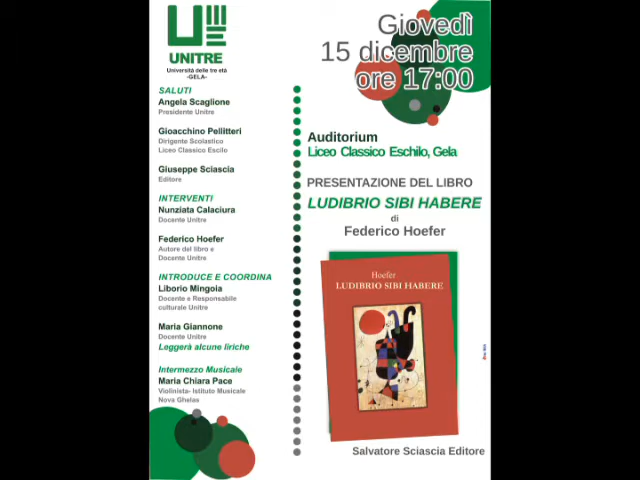 UNITRE
Università delle tre età
-GELA-
SALUTI
Angela Scaglione
Presidente Unitre
Gioacchino Pellitteri
Dirigente Scolastico
Liceo Classico Escilo
Giuseppe Sciascia
Editore
INTERVENTI
Nunziata Calaciura
Docente Unitre
Federico Hoefer
Autore del libro e
Docente Unitre
INTRODUCE E COORDINA
Liborio Mingoia
Docente e Responsabile
culturale Unitre
Maria Giannone
Docente Unitre
Leggerà alcune liriche
Intermezzo Musicale
Maria Chiara Pace
Violinista- Istituto Musicale
Nova Ghelas
Giovedì
15 dicembre
ore 17:00
Auditorium
Liceo Classico Eschilo, Gela
PRESENTAZIONE DEL LIBRO
LUDIBRIO SIBI HABERE
di
Federico Hoefer
Hoefer
LUDIBRIO SIBI HABERE
Salvatore Sciascia Editore